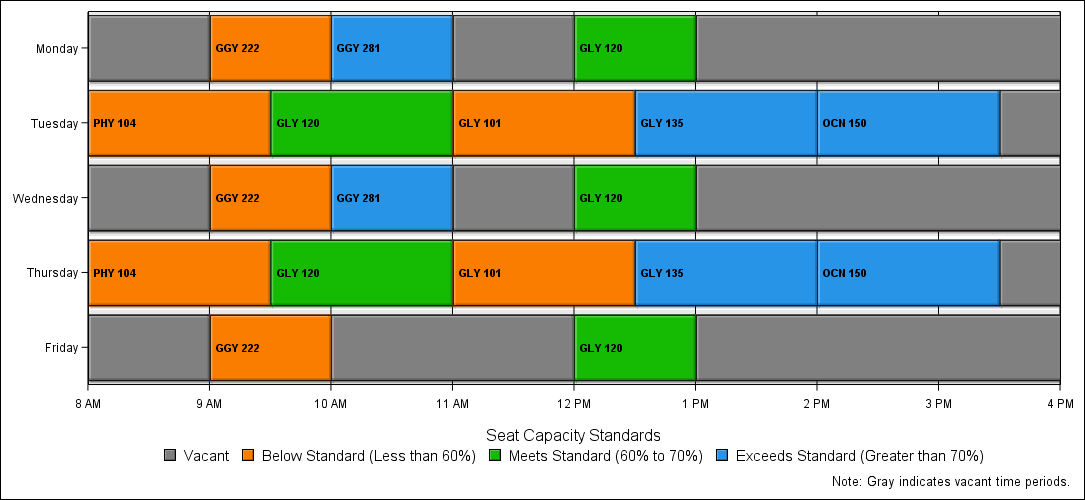 Monday
GGY 222
GGY 281
GLY 120
Tuesday
PHY 104
GLY 120
GLY 101
GLY 135
OCN 150
Wednesday
GGY 222
GGY 281
GLY 120
Thursday
PHY 104
GLY 120
GLY 101
GLY 135
OCN 150
Friday
GGY 222
GLY 120
8 AM
9 AM
10 AM
11 AM
12 PM
1 PM
2 PM
3 PM
4 PM
Seat Capacity Standards
Vacant
Below Standard (Less than 60%)
Meets Standard (60% to 70%)
Exceeds Standard (Greater than 70%)
Note: Gray indicates vacant time periods.